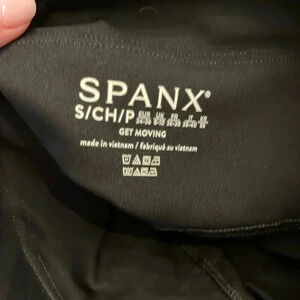 SPANX®
S/CH/P
GET MOVING
made in vietnam / fabriqué au vietnam